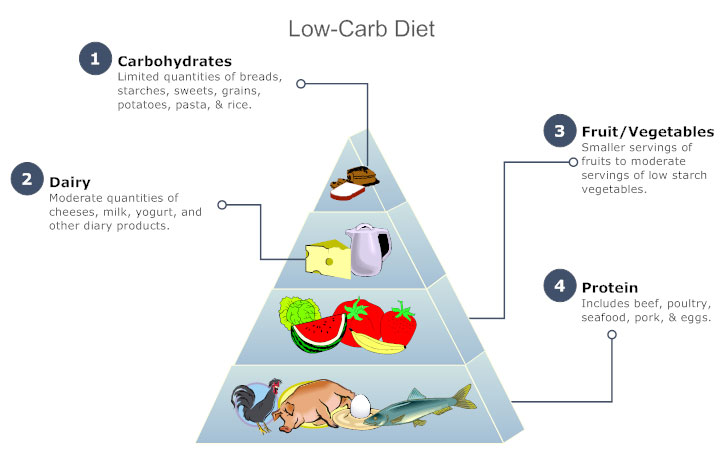 Low-Carb Diet
1
Carbohydrates
Limited quantities of breads,
starches, sweets, grains,
potatoes, pasta, & rice.
2
Dairy
Moderate quantities of
cheeses, milk, yogurt, and
other diary products.
3
Fruit/Vegetables
Smaller servings of
fruits to moderate
servings of low starch
vegetables.
4
Protein
Includes beef, poultry,
seafood, pork, & eggs.